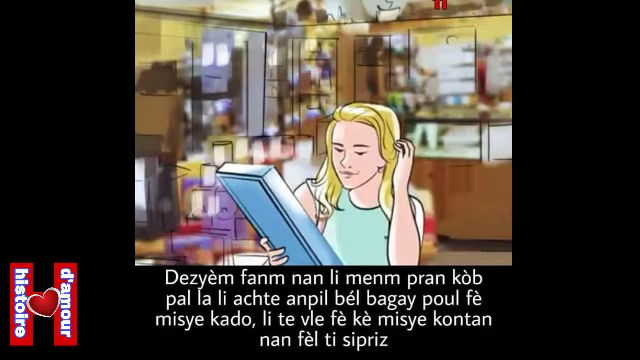 Dezyèm fanm nan li menm pran kòb
pal la li achte anpil bél bagay poul fè
misye kado, li te vle fè kè misye kontan
nan fèl ti sipriz
histoire
d'amour